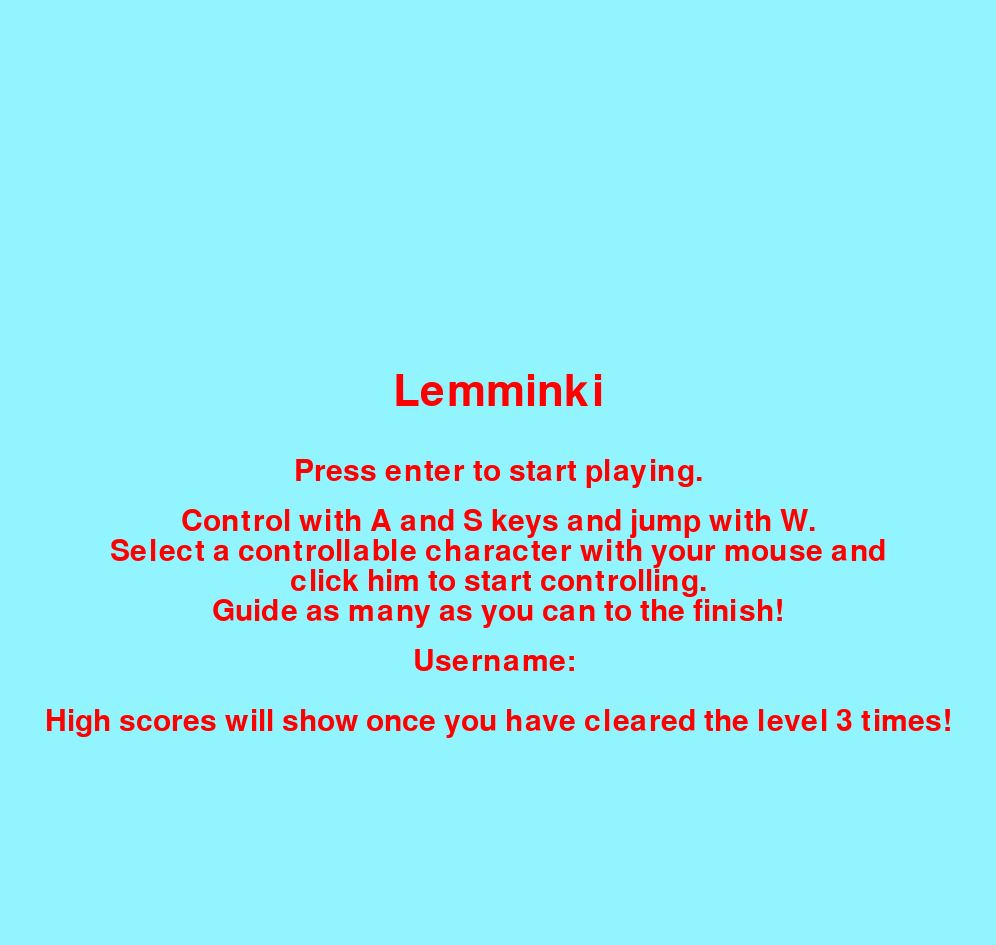 Lemminki
Press enter to start playing.
Control with A and S keys and jump with W.
Select a controllable character with your mouse and
click him to start controlling.
Guide as many as you can to the finish!
Username:
High scores will show once you have cleared the level 3 times!